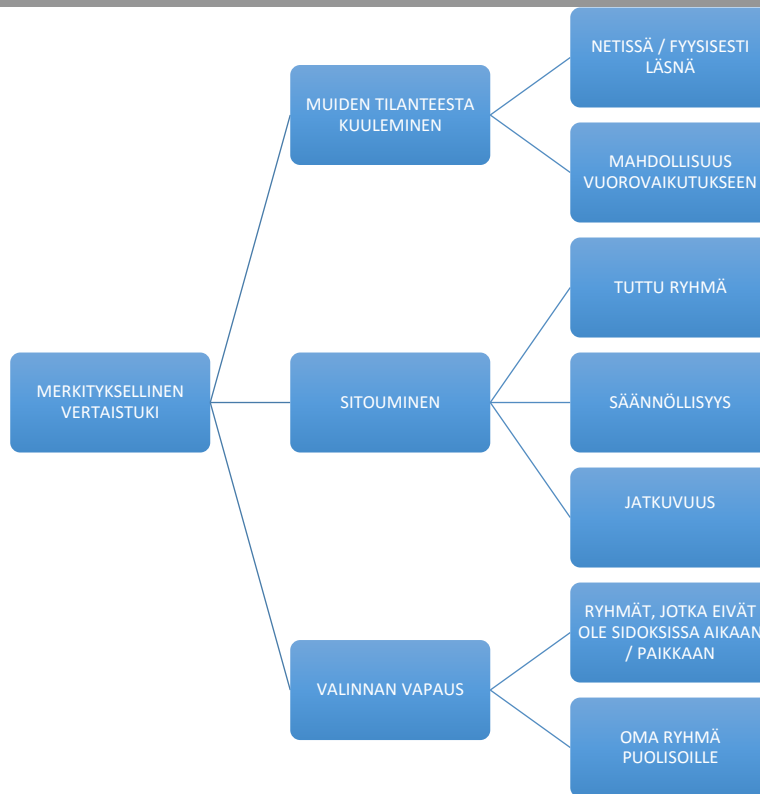 MERKITYKSELLINEN
VERTAISTUKI
MUIDEN TILANTEESTA
KUULEMINEN
NETISSÄ / FYYSISESTI
LÄSNÄ
MAHDOLLISUUS
VUOROVAIKUTUKSEEN
SITOUMINEN
TUTTU RYHMÄ
SÄÄNNÖLLISYYS
JATKUVUUS
VALINNAN VAPAUS
RYHMÄT, JOTKA EIVÄT
OLE SIDOKSISSA AIKAAN
/ PAIKKAAN
OMA RYHMÄ
PUOLISOILLE